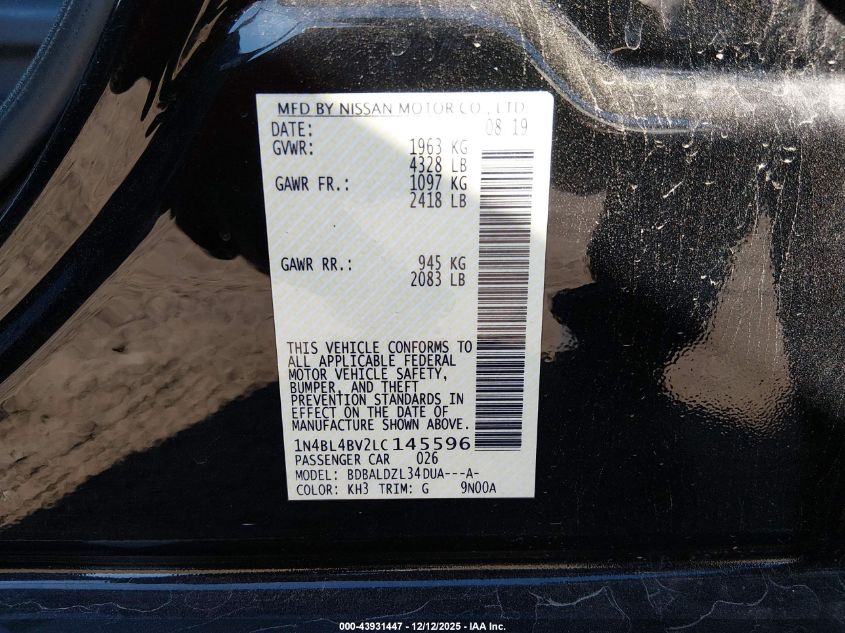 MFD BY NISSAN MOTOR CO., LTD
DATE: 08 19
GVWR: 1963 KG
4328 LB
GAWR FR.: 1097 KG
2418 LB
GAWR RR.: 945 KG
2083 LB
THIS VEHICLE CONFORMS TO
ALL APPLICABLE FEDERAL
MOTOR VEHICLE SAFETY,
BUMPER, AND THEFT
PREVENTION STANDARDS IN
EFFECT ON THE DATE OF
MANUFACTURE SHOWN ABOVE.
1N4BL4BV2LC145596
PASSENGER CAR 026
MODEL: BDBALDZL34DUA---A-
COLOR: KH3 TRIM: G 9N00A
000-43931447 - 12/12/2025 - IAA Inc.